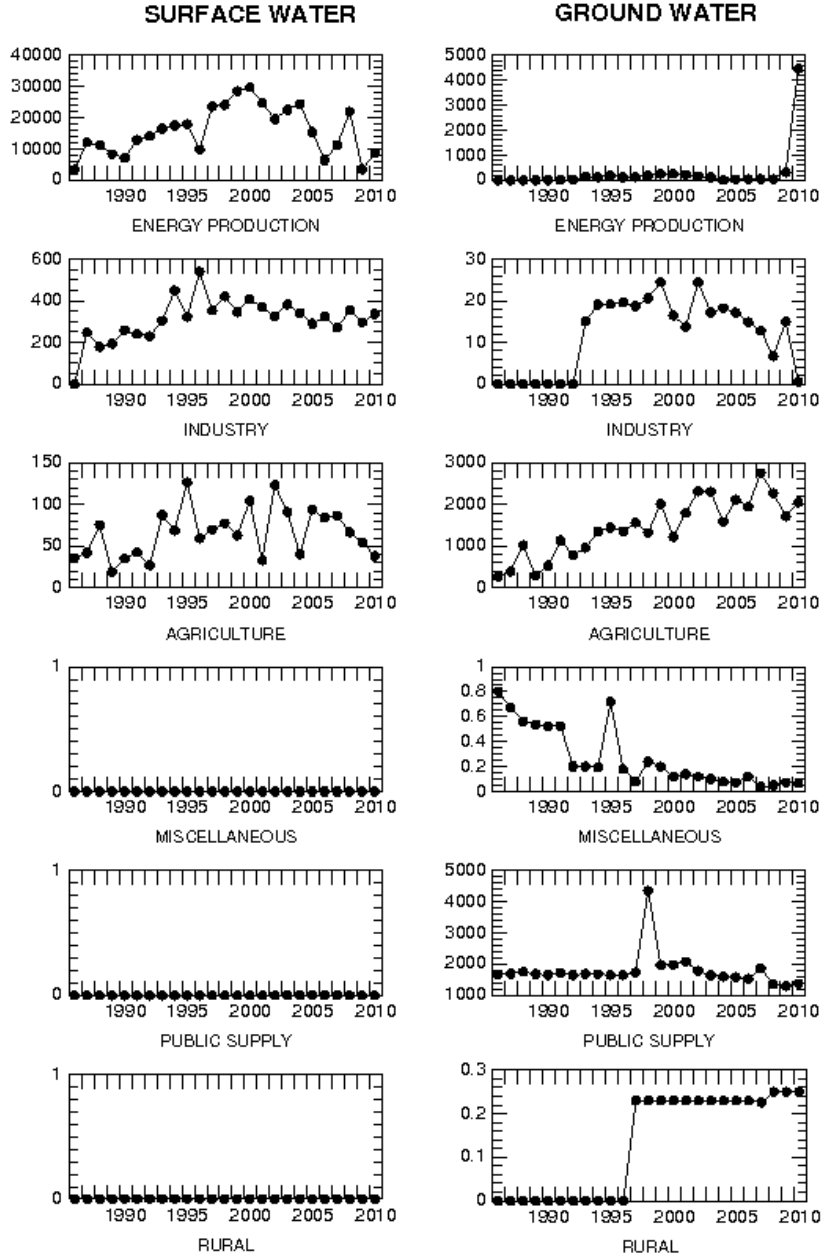 SURFACE WATER
GROUND WATER
40000
30000
20000
10000
0
1990 1995 2000 2005 2010
ENERGY PRODUCTION
5000
4000
3000
2000
1000
0
1990 1995 2000 2005 2010
ENERGY PRODUCTION
600
400
200
0
1990 1995 2000 2005 2010
INDUSTRY
30
20
10
0
1990 1995 2000 2005 2010
INDUSTRY
150
100
50
0
1990 1995 2000 2005 2010
AGRICULTURE
3000
2000
1000
0
1990 1995 2000 2005 2010
AGRICULTURE
1
0
1990 1995 2000 2005 2010
MISCELLANEOUS
1
0.8
0.6
0.4
0.2
0
1990 1995 2000 2005 2010
MISCELLANEOUS
1
0
1990 1995 2000 2005 2010
PUBLIC SUPPLY
5000
4000
3000
2000
1000
1990 1995 2000 2005 2010
PUBLIC SUPPLY
1
0
1990 1995 2000 2005 2010
RURAL
0.3
0.2
0.1
0
1990 1995 2000 2005 2010
RURAL